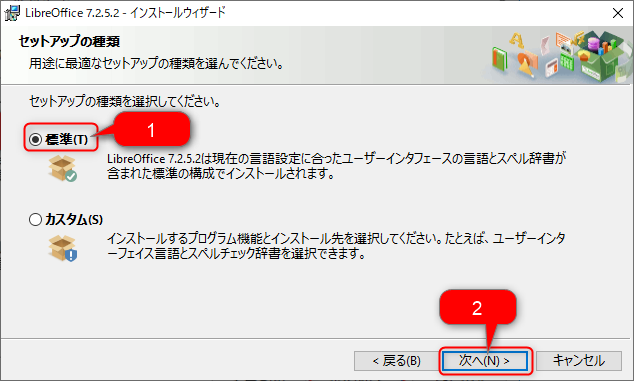 LibreOffice 7.2.5.2 - インストールウィザード
セットアップの種類
用途に最適なセットアップの種類を選んでください。
セットアップの種類を選択してください。
標準(T)
1
LibreOffice 7.2.5.2は現在の言語設定に合ったユーザーインタフェースの言語とスペル辞書が
含まれた標準の構成でインストールされます。
カスタム(S)
インストールするプログラム機能とインストール先を選択してください。たとえば、ユーザーインター
フェイス言語とスペルチェック辞書を選択できます。
2
< 戻る(B)
次へ(N) >
キャンセル